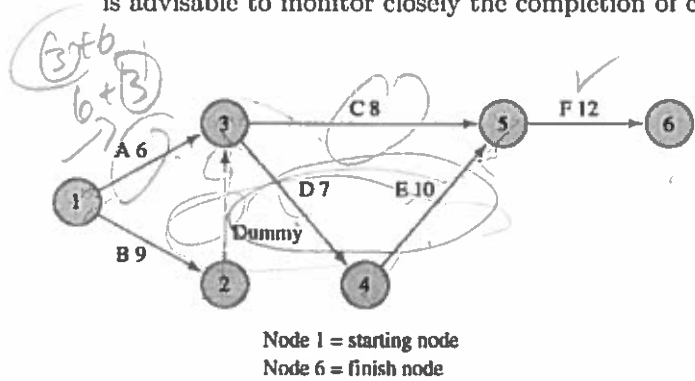 is advisable to monitor closely the completion of c
3+6
6+3
C 8
F 12
3
5
6
A 6
1
D 7
E 10
Dummy
B 9
2
4
Node 1 = starting node
Node 6 = finish node